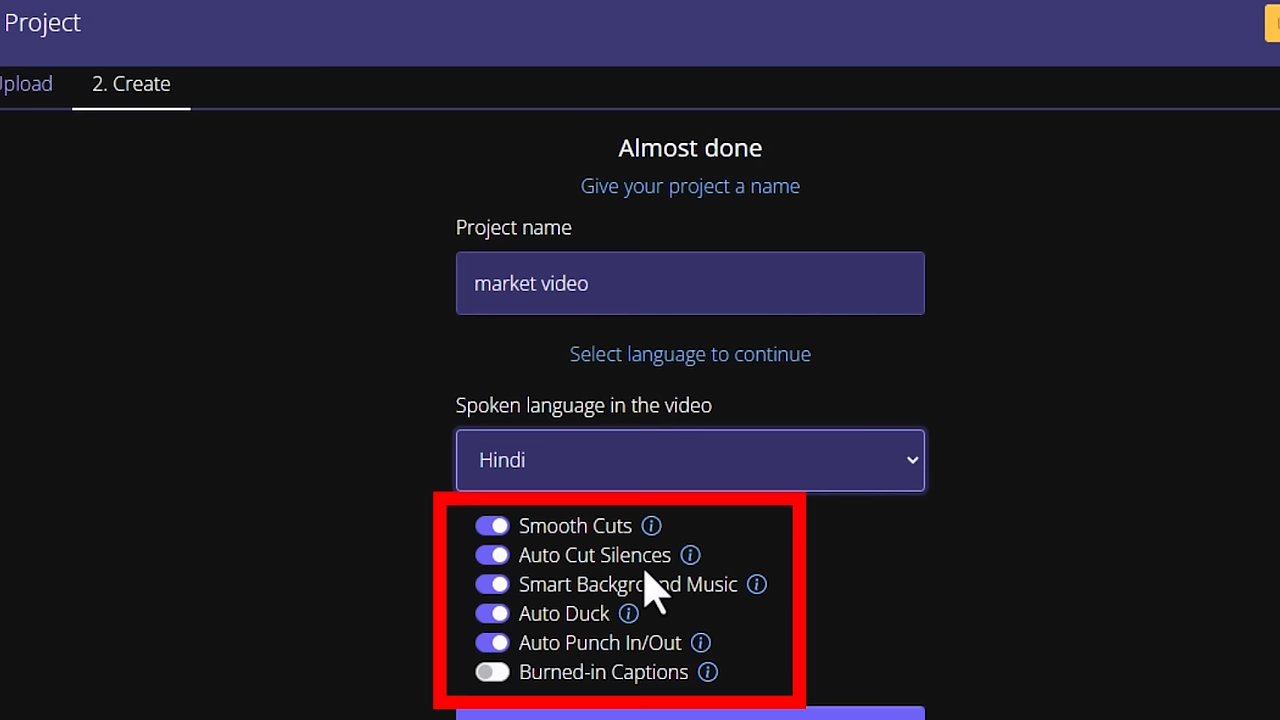 Project
Upload
2. Create
Almost done
Give your project a name
Project name
market video
Select language to continue
Spoken language in the video
Hindi
Smooth Cuts
Auto Cut Silences
Smart Background Music
Auto Duck
Auto Punch In/Out
Burned-in Captions